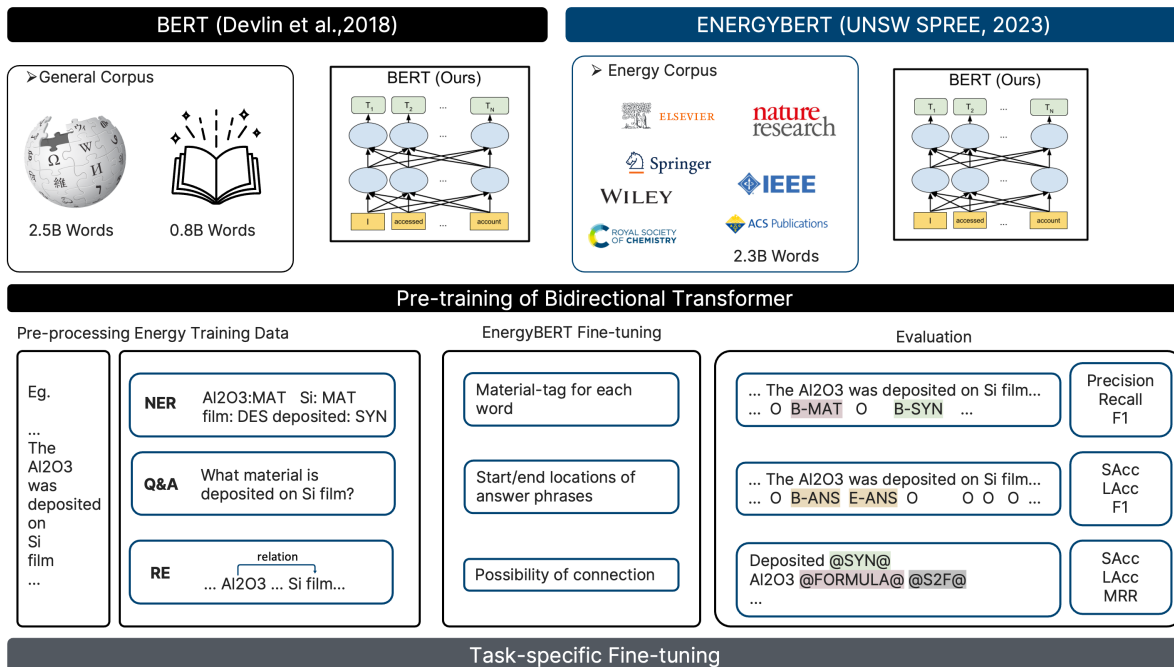 BERT (Devlin et al.,2018)
ENERGYBERT (UNSW SPREE, 2023)
➢General Corpus
Ω
W
維
И
7
2.5B Words
0.8B Words
BERT (Ours)
T1 T2 ... TN
...
...
I accessed ... account
➢ Energy Corpus
ELSEVIER
nature
research
Springer
WILEY
IEEE
ROYAL SOCIETY
OF CHEMISTRY
ACS Publications
2.3B Words
BERT (Ours)
T1 T2 ... TN
...
...
I accessed ... account
Pre-training of Bidirectional Transformer
Pre-processing Energy Training Data
EnergyBERT Fine-tuning
Evaluation
Eg.
...
The
Al2O3
was
deposited
on
Si
film
...
NER
Al2O3:MAT Si: MAT
film: DES deposited: SYN
Q&A
What material is
deposited on Si film?
RE
relation
... Al2O3 ... Si film...
Material-tag for each
word
Start/end locations of
answer phrases
Possibility of connection
... The Al2O3 was deposited on Si film...
... O B-MAT O B-SYN ...
Precision
Recall
F1
... The Al2O3 was deposited on Si film...
... O B-ANS E-ANS O O O O ...
SAcc
LAcc
F1
Deposited @SYN@
Al2O3 @FORMULA@ @S2F@
...
SAcc
LAcc
MRR
Task-specific Fine-tuning